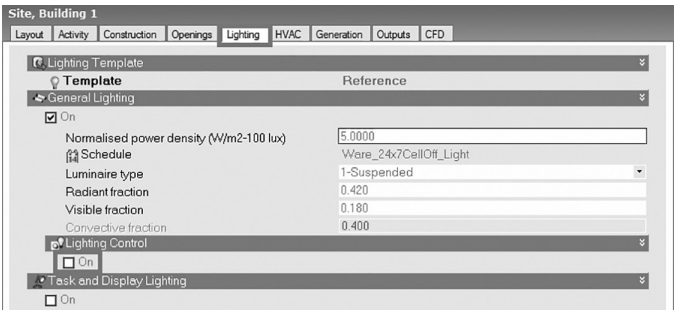 Site, Building 1
Layout Activity Construction Openings Lighting HVAC Generation Outputs CFD
Lighting Template
Template Reference
General Lighting
On
Normalised power density (W/m2-100 lux) 5.0000
Schedule Ware_24x7CellOff_Light
Luminaire type 1-Suspended
Radiant fraction 0.420
Visible fraction 0.180
Convective fraction 0.400
Lighting Control
On
Task and Display Lighting
On